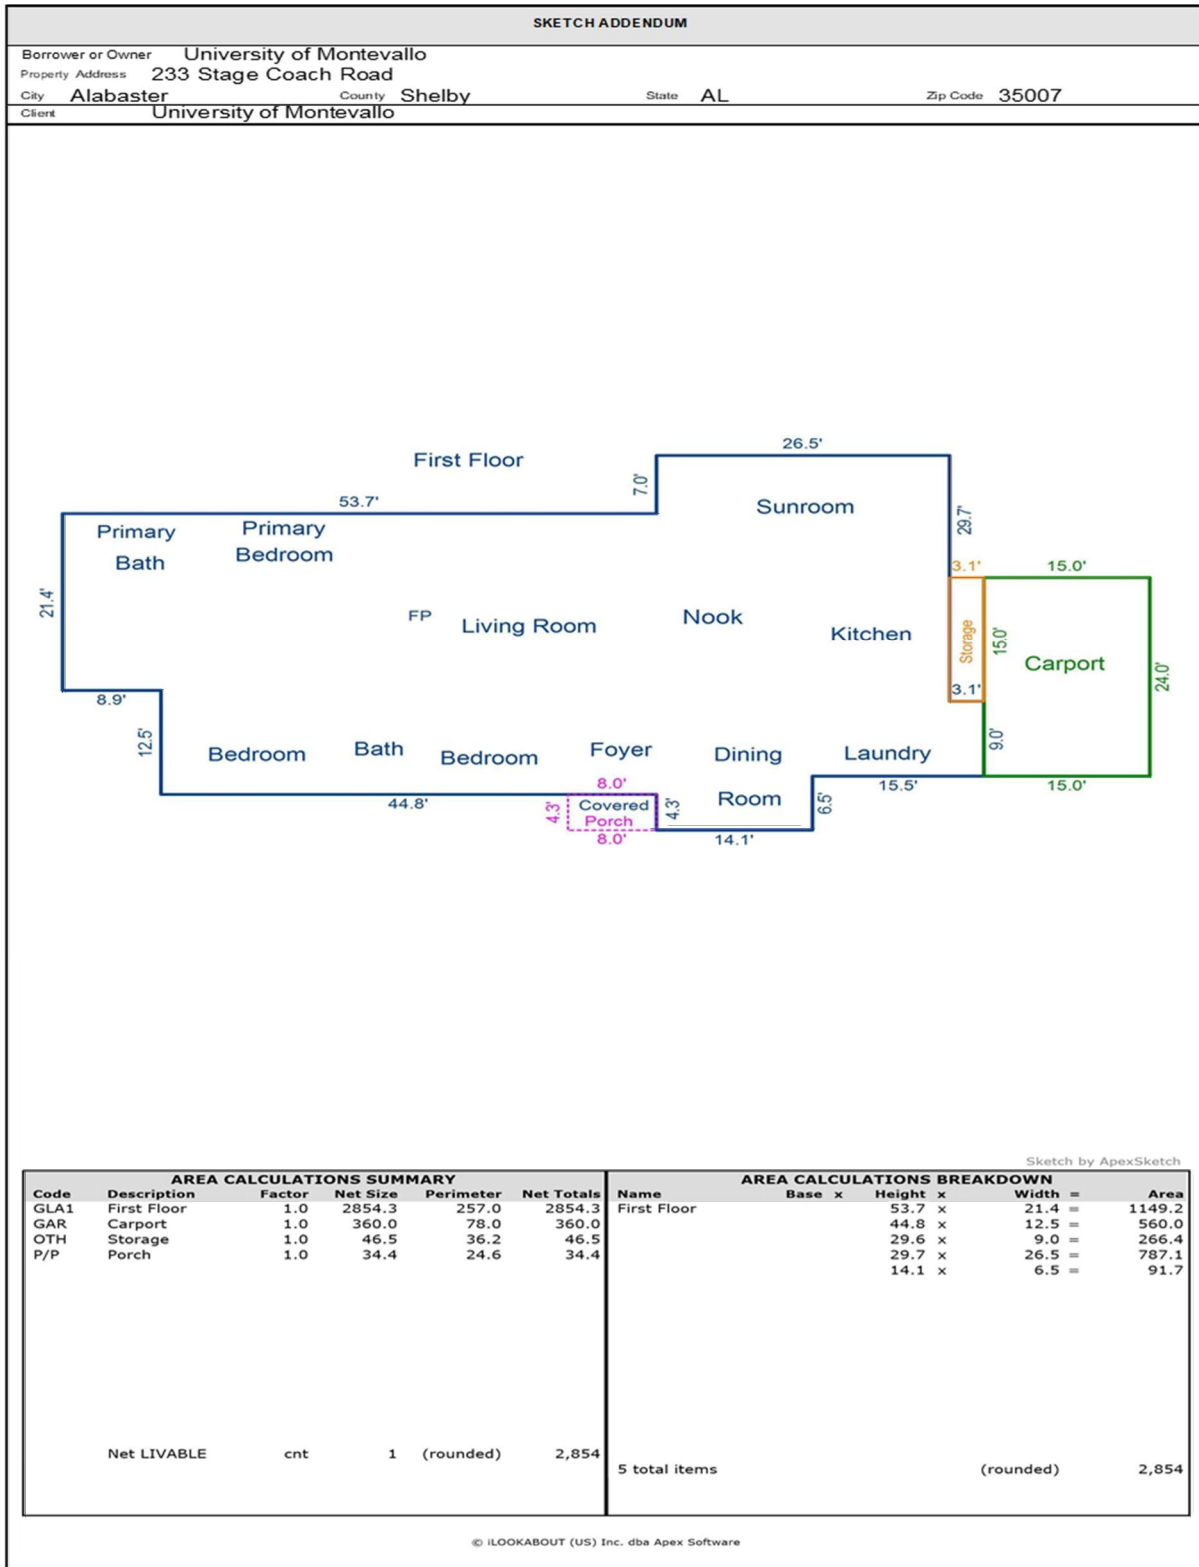 SKETCH ADDENDUM
Borrower or Owner University of Montevallo
Property Address 233 Stage Coach Road
City Alabaster County Shelby State AL Zip Code 35007
Client University of Montevallo
26.5'
First Floor
7.0'
53.7'
Sunroom
29.7'
Primary Bath
Primary Bedroom
3.1'
15.0'
21.4'
FP
Living Room
Nook
Kitchen
Storage
15.0'
Carport
24.0'
8.9'
3.1'
12.5'
Bedroom
Bath
Bedroom
Foyer
Dining Room
Laundry
9.0'
8.0'
15.5'
15.0'
44.8'
4.3'
Covered
Porch
4.3'
6.5'
8.0'
14.1'
Sketch by ApexSketch
AREA CALCULATIONS SUMMARY
Code Description Factor Net Size Perimeter Net Totals
GLA1 First Floor 1.0 2854.3 257.0 2854.3
GAR Carport 1.0 360.0 78.0 360.0
OTH Storage 1.0 46.5 36.2 46.5
P/P Porch 1.0 34.4 24.6 34.4
Net LIVABLE cnt 1 (rounded) 2,854
AREA CALCULATIONS BREAKDOWN
Name Base x Height x Width = Area
First Floor 53.7 x 21.4 = 1149.2
44.8 x 12.5 = 560.0
29.6 x 9.0 = 266.4
29.7 x 26.5 = 787.1
14.1 x 6.5 = 91.7
5 total items (rounded) 2,854
© iLOOKABOUT (US) Inc. dba Apex Software